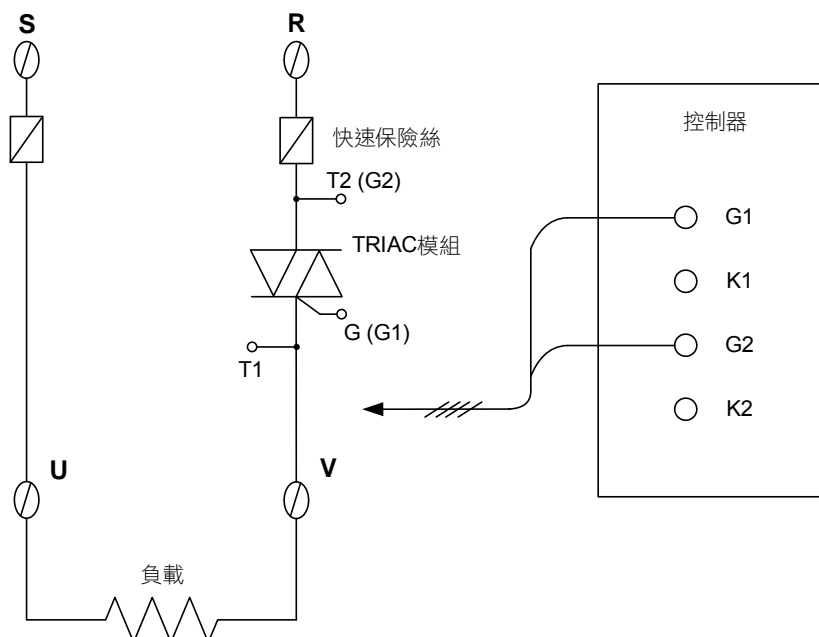 S
R
控制器
快速保險絲
T2 (G2)
G1
TRIAC模組
K1
G (G1)
G2
T1
K2
U
V
負載